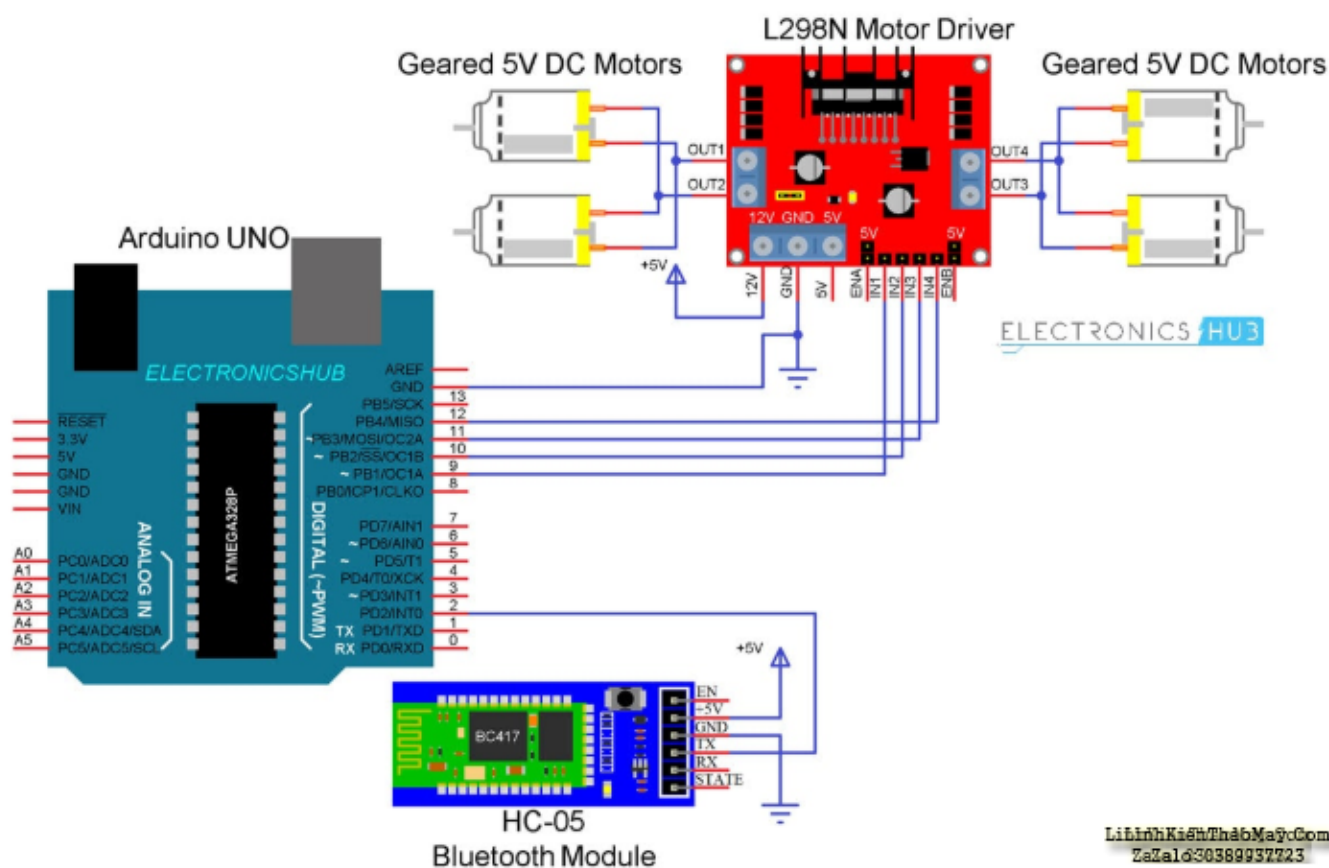 L298N Motor Driver
Geared 5V DC Motors
Geared 5V DC Motors
OUT1
OUT2
OUT4
OUT3
12V GND 5V
5V
5V
+5V
12V
GND
5V
ENA
IN1
IN2
IN3
IN4
ENB
ELECTRONICS HUB
Arduino UNO
ELECTRONICSHUB
RESET
3.3V
5V
GND
GND
VIN
A0 PC0/ADC0
A1 PC1/ADC1
A2 PC2/ADC2
A3 PC3/ADC3
A4 PC4/ADC4/SDA
A5 PC5/ADC5/SCL
ANALOG IN
ATMEGA328P
DIGITAL (~PWM)
AREF
GND
PB5/SCK 13
PB4/MISO 12
~PB3/MOSI/OC2A 11
~ PB2/SS/OC1B 10
~ PB1/OC1A 9
PB0/ICP1/CLKO 8
PD7/AIN1 7
~PD6/AIN0 6
~ PD5/T1 5
PD4/T0/XCK 4
~PD3/INT1 3
PD2/INT0 2
TX PD1/TXD 1
RX PD0/RXD 0
+5V
EN
+5V
GND
TX
RX
STATE
BC417
HC-05
Bluetooth Module